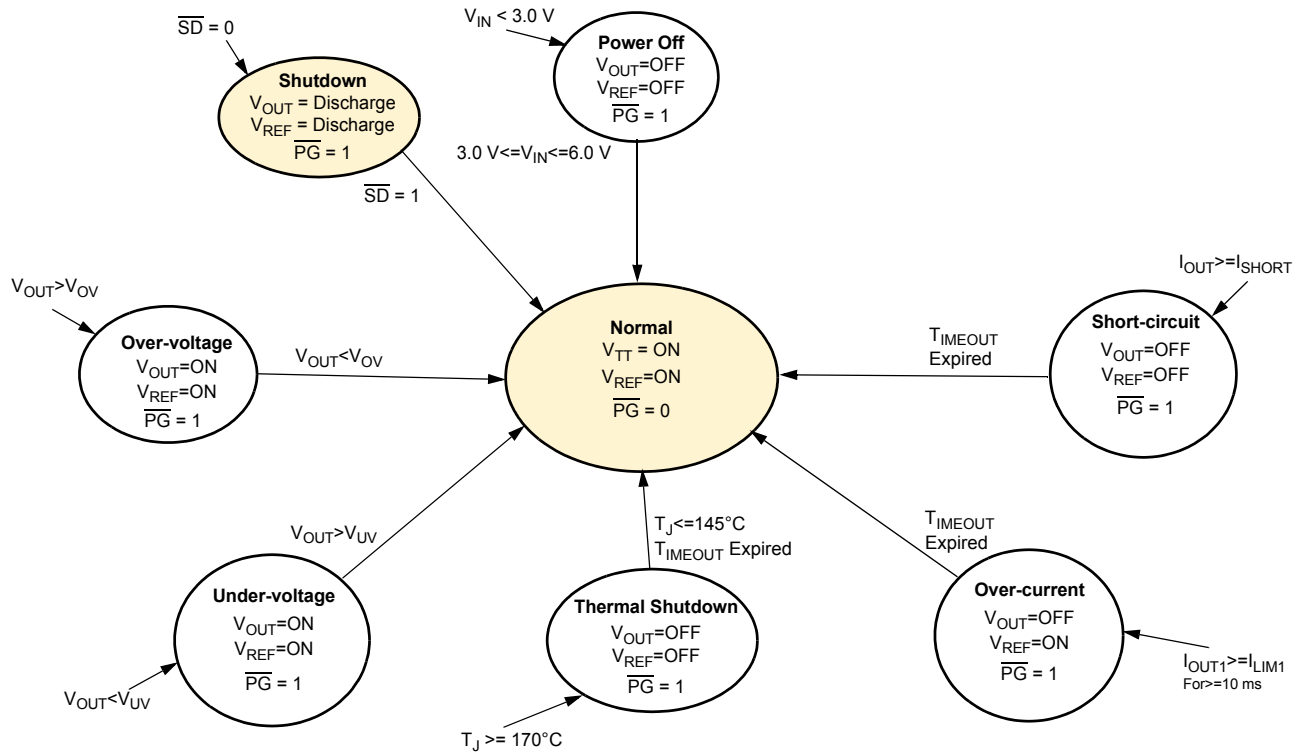 SD = 0
Shutdown
VOUT = Discharge
VREF = Discharge
PG = 1
SD = 1
VIN < 3.0 V
Power Off
VOUT=OFF
VREF=OFF
PG = 1
3.0 V<=VIN<=6.0 V
VOUT>VOV
Over-voltage
VOUT=ON
VREF=ON
PG = 1
VOUT<VOV
Normal
VTT = ON
VREF=ON
PG = 0
IOUT>=ISHORT
Short-circuit
VOUT=OFF
VREF=OFF
PG = 1
TIMEOUT
Expired
VOUT>VUV
Under-voltage
VOUT=ON
VREF=ON
PG = 1
VOUT<VUV
TJ<=145°C
TIMEOUT Expired
Thermal Shutdown
VOUT=OFF
VREF=OFF
PG = 1
TJ >= 170°C
TIMEOUT
Expired
Over-current
VOUT=OFF
VREF=ON
PG = 1
IOUT1>=ILIM1
For>=10 ms